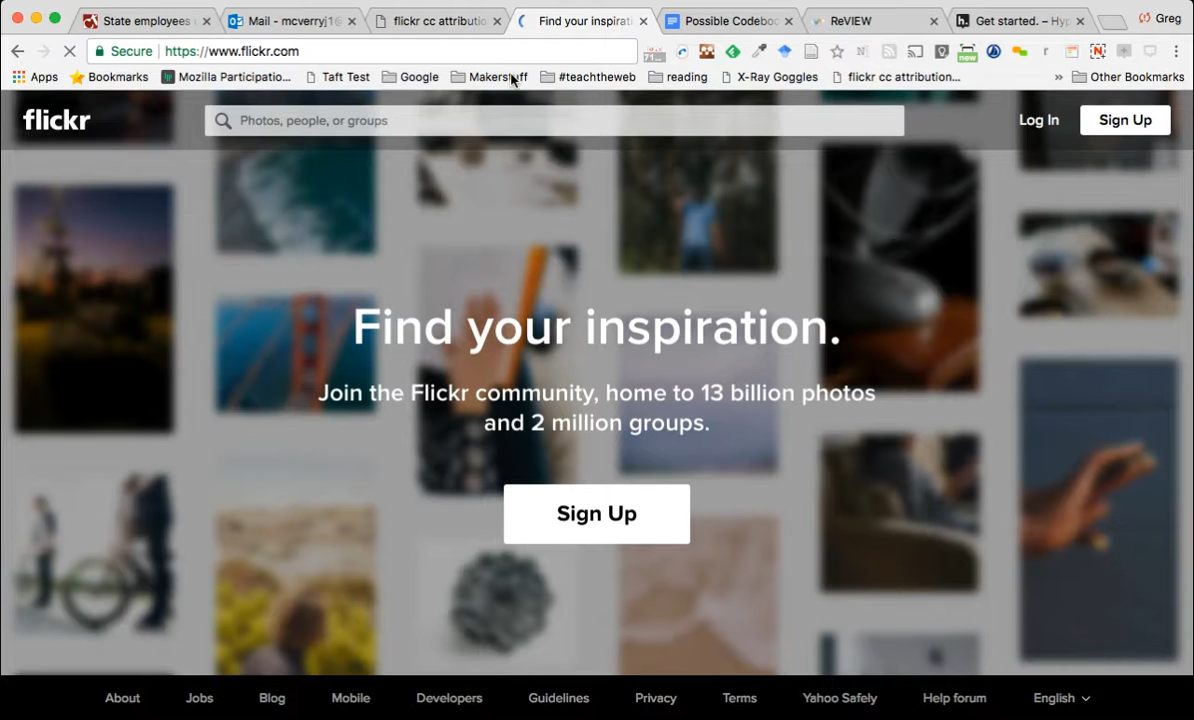 State employees
Mail - mcverryj1@
flickr cc attributio
Find your inspirati
Possible Codeboo
ReVIEW
Get started. – Hyp
Greg
Secure
https://www.flickr.com
71...
new
Apps
Bookmarks
Mozilla Participatio...
Taft Test
Google
Makerstuff
#teachtheweb
reading
X-Ray Goggles
flickr cc attribution...
»
Other Bookmarks
flickr
Photos, people, or groups
Log In
Sign Up
Find your inspiration.
Join the Flickr community, home to 13 billion photos
and 2 million groups.
Sign Up
About
Jobs
Blog
Mobile
Developers
Guidelines
Privacy
Terms
Yahoo Safely
Help forum
English